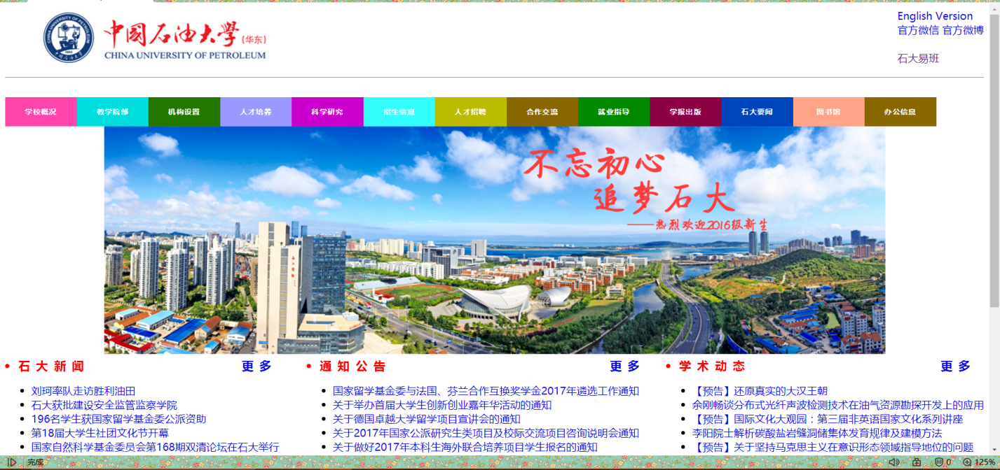 English Version
官方微信 官方微博
石大易班
中國石油大學(华东)
CHINA UNIVERSITY OF PETROLEUM
学校概况 教学院部 机构设置 人才培养 科学研究 招生信息 人才招聘 合作交流 就业指导 学报出版 石大要闻 图书馆 办公信息
不忘初心
追梦石大
——热烈欢迎2016级新生
• 石大新闻 更多
• 刘珂率队走访胜利油田
• 石大获批建设安全监管监察学院
• 196名学生获国家留学基金委公派资助
• 第18届大学生社团文化节开幕
• 国家自然科学基金委员会第168期双清论坛在石大举行
• 通知公告 更多
• 国家留学基金委与法国、芬兰合作互换奖学金2017年遴选工作通知
• 关于举办首届大学生创新创业嘉年华活动的通知
• 关于德国卓越大学留学项目宣讲会的通知
• 关于2017年国家公派研究生类项目及校际交流项目咨询说明会通知
• 关于做好2017年本科生海外联合培养项目学生报名的通知
• 学术动态 更多
• 【预告】还原真实的大汉王朝
• 余刚畅谈分布式光纤声波检测技术在油气资源勘探开发上的应用
• 【预告】国际文化大观园：第三届非英语国家文化系列讲座
• 李阳院士解析碳酸盐岩缝洞储集体发育规律及建模方法
• 【预告】关于坚持马克思主义在意识形态领域指导地位的问题
完成
0
125%